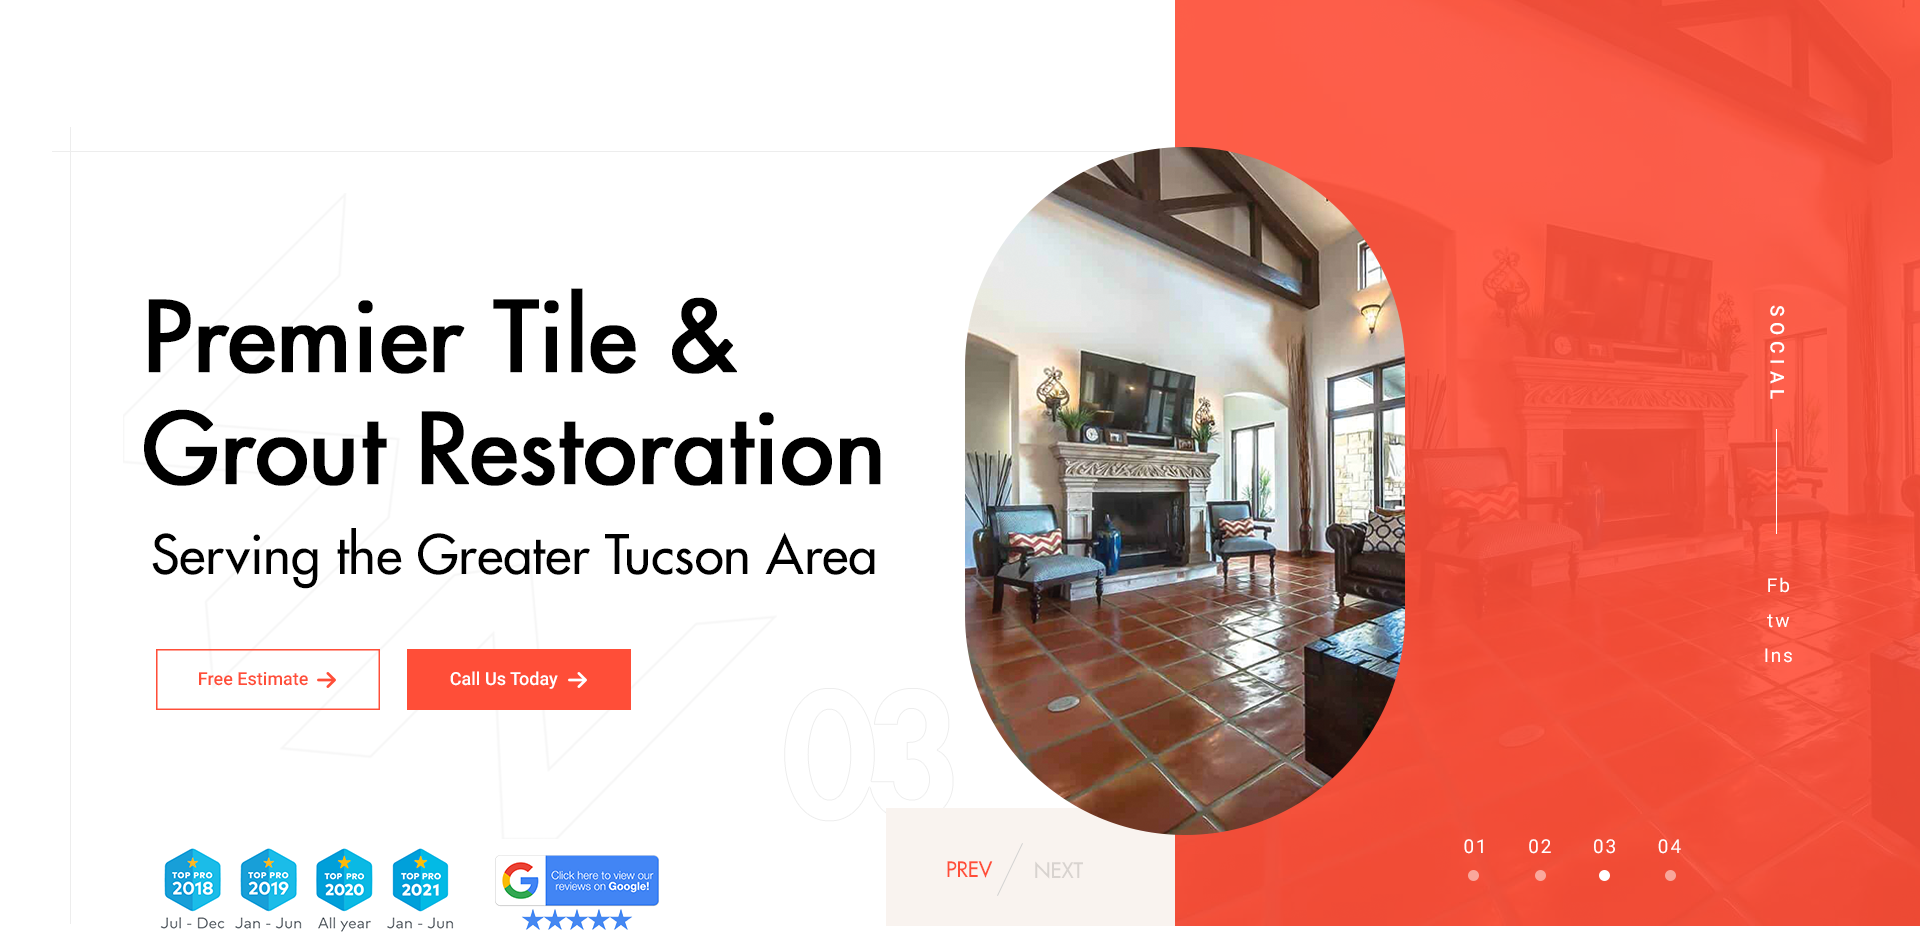 Premier Tile &
Grout Restoration
Serving the Greater Tucson Area
Free Estimate
Call Us Today
03
PREV
NEXT
TOP PRO
2018
Jul - Dec
TOP PRO
2019
Jan - Jun
TOP PRO
2020
All year
TOP PRO
2021
Jan - Jun
Click here to view our
reviews on Google!
SOCIAL
Fb
tw
Ins
01
02
03
04